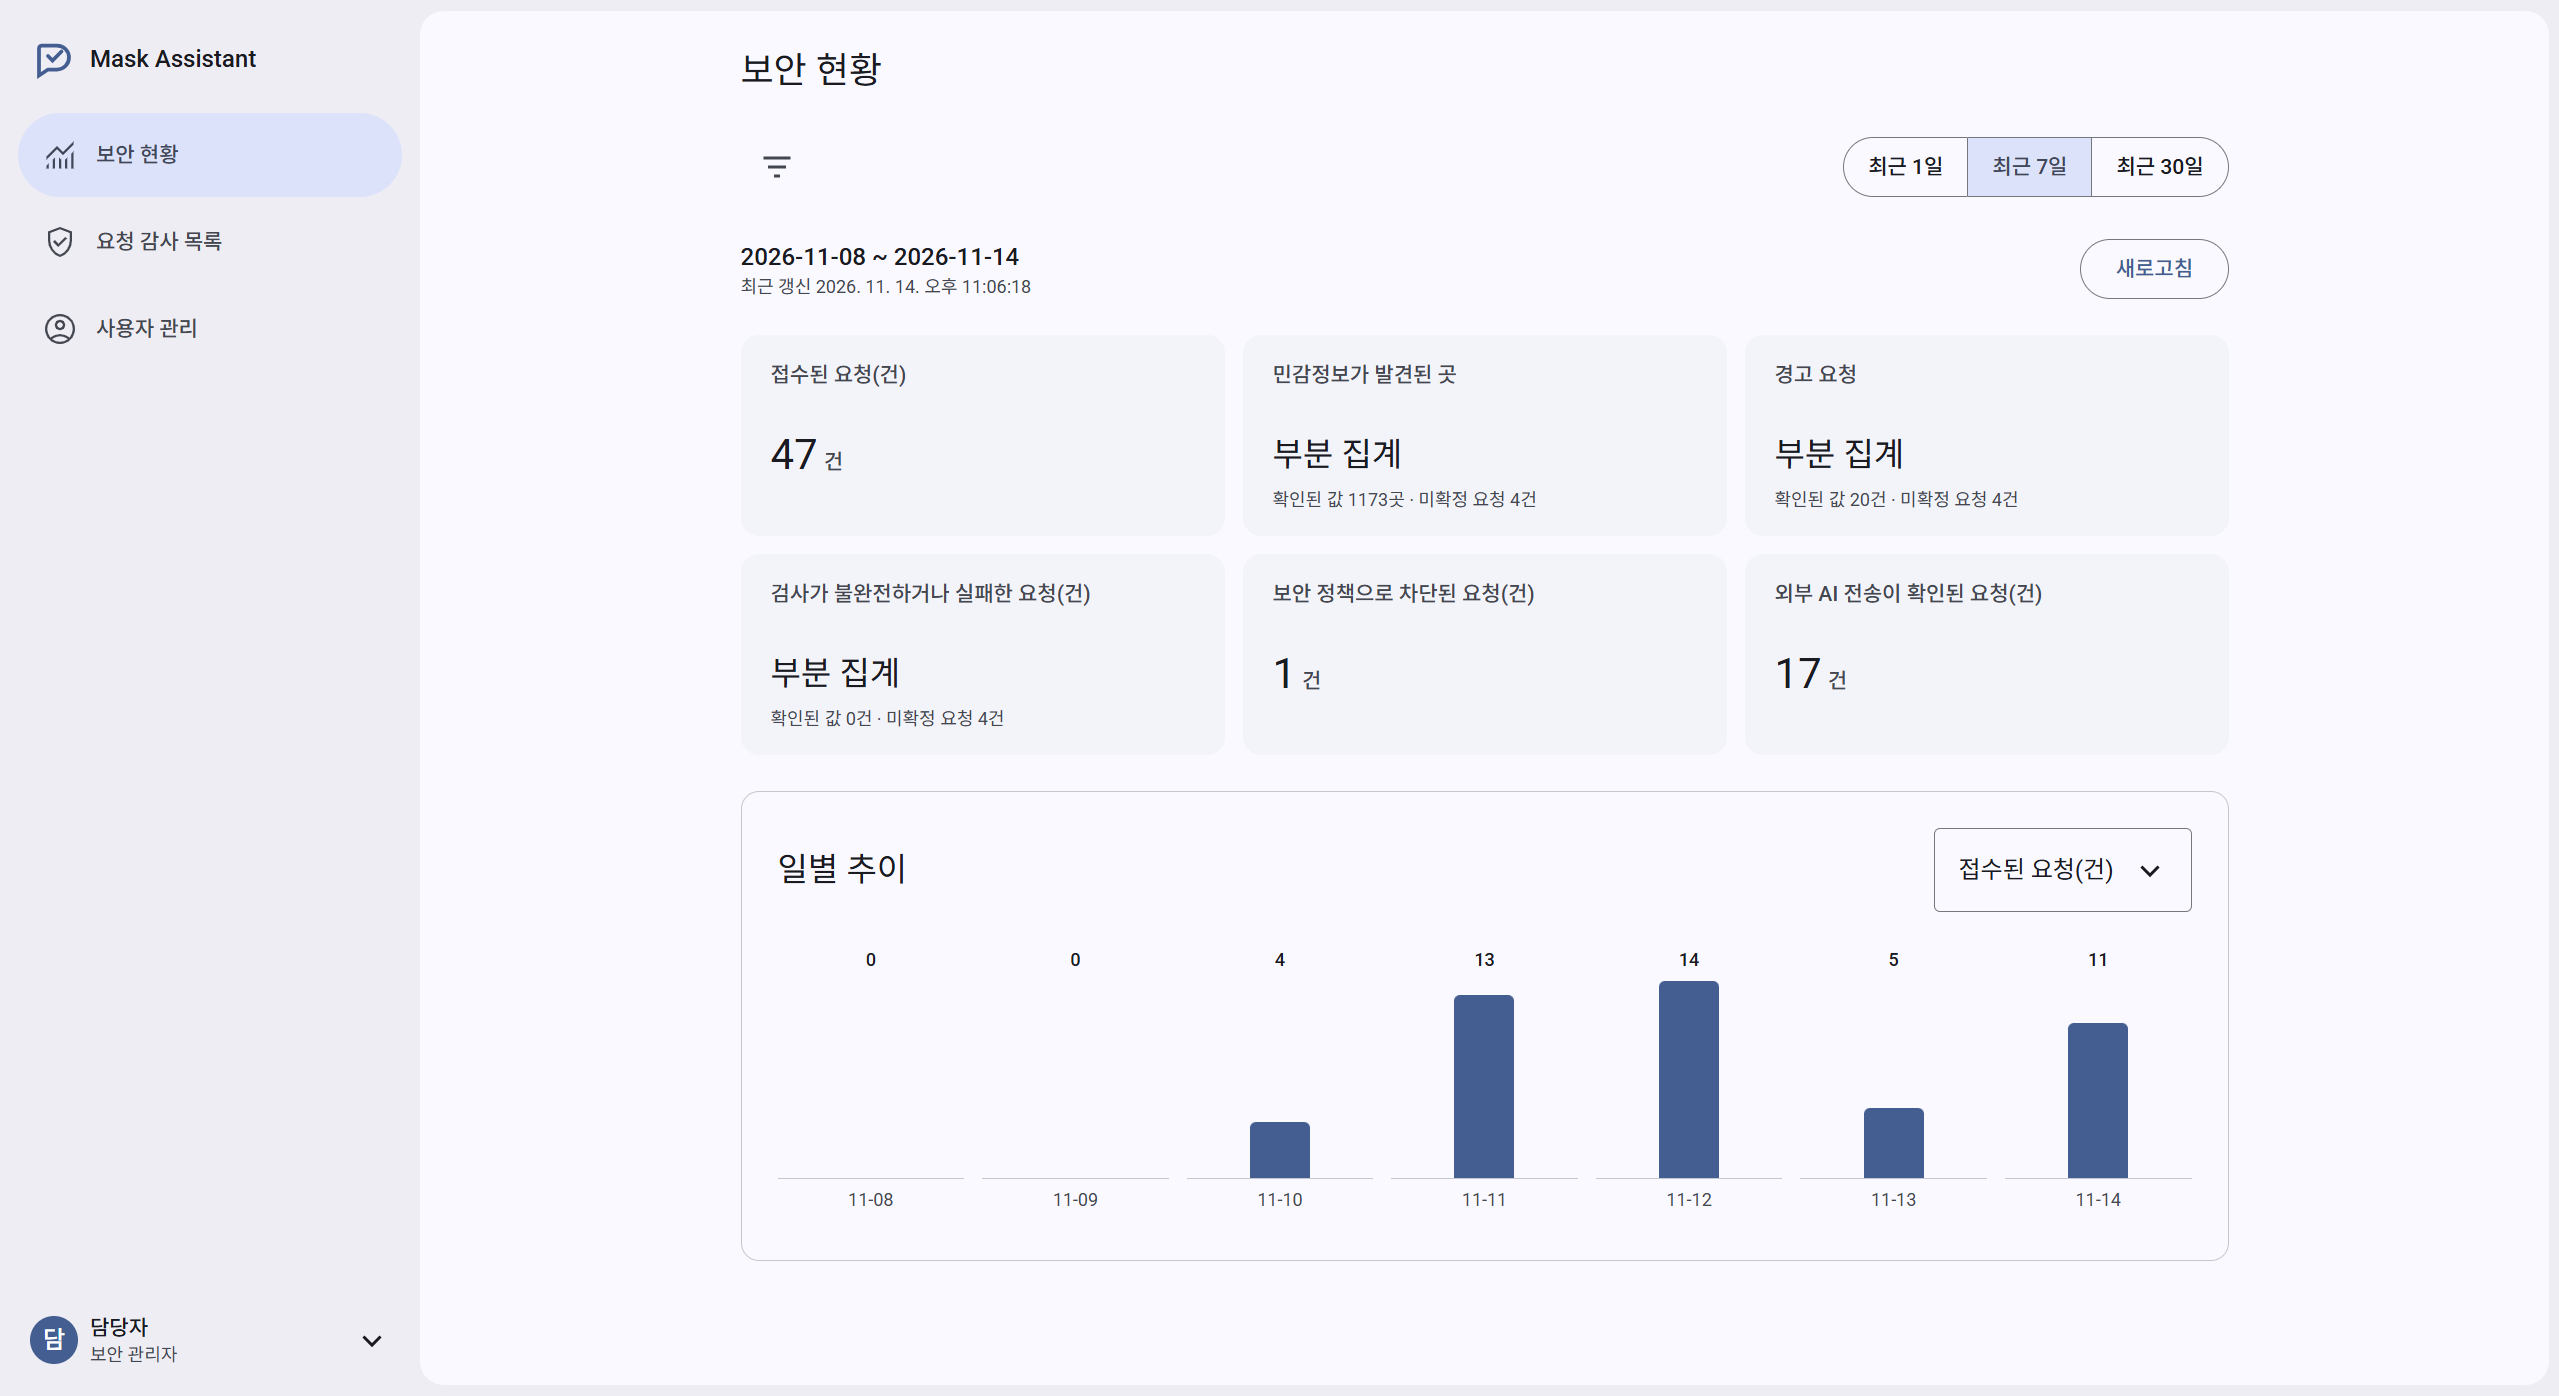 Mask Assistant
보안 현황
요청 감사 목록
사용자 관리
담
담당자
보안 관리자
보안 현황
최근 1일
최근 7일
최근 30일
2026-11-08 ~ 2026-11-14
최근 갱신 2026. 11. 14. 오후 11:06:18
새로고침
접수된 요청(건)
47 건
민감정보가 발견된 곳
부분 집계
확인된 값 1173곳 · 미확정 요청 4건
경고 요청
부분 집계
확인된 값 20건 · 미확정 요청 4건
검사가 불완전하거나 실패한 요청(건)
부분 집계
확인된 값 0건 · 미확정 요청 4건
보안 정책으로 차단된 요청(건)
1 건
외부 AI 전송이 확인된 요청(건)
17 건
일별 추이
접수된 요청(건)
0
0
4
13
14
5
11
11-08
11-09
11-10
11-11
11-12
11-13
11-14